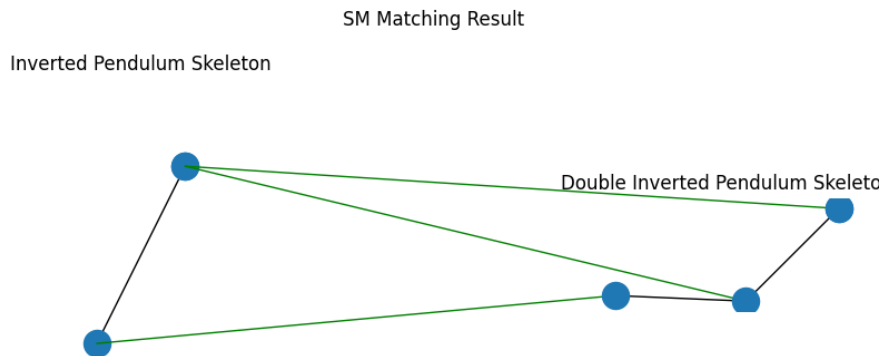 SM Matching Result
Inverted Pendulum Skeleton
Double Inverted Pendulum Skeleto